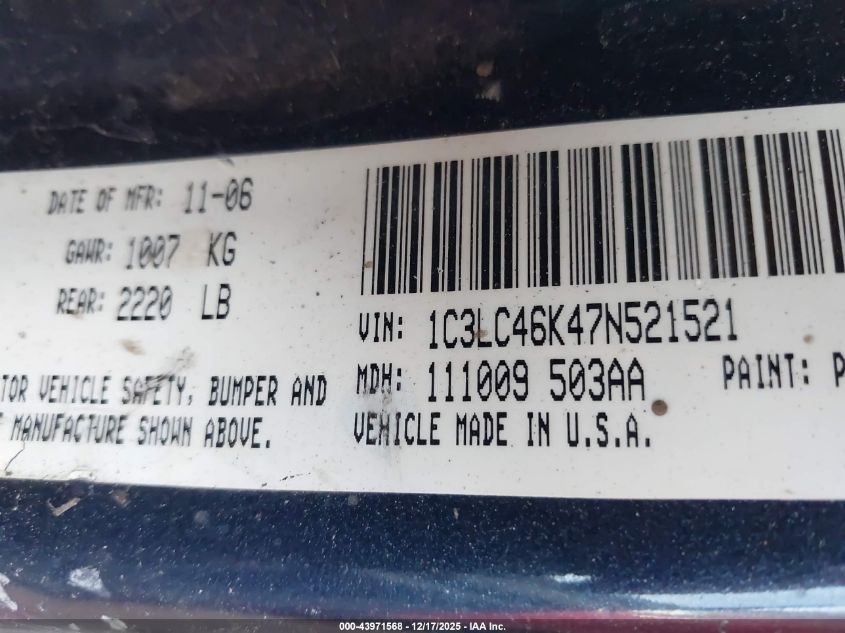 DATE OF MFR: 11-06
GAWR: 1007 KG
REAR: 2220 LB
VIN: 1C3LC46K47N521521
MDH: 111009 503AA
PAINT: P
TOR VEHICLE SAFETY, BUMPER AND
MANUFACTURE SHOWN ABOVE.
VEHICLE MADE IN U.S.A.
000-43971568 - 12/17/2025 - IAA Inc.